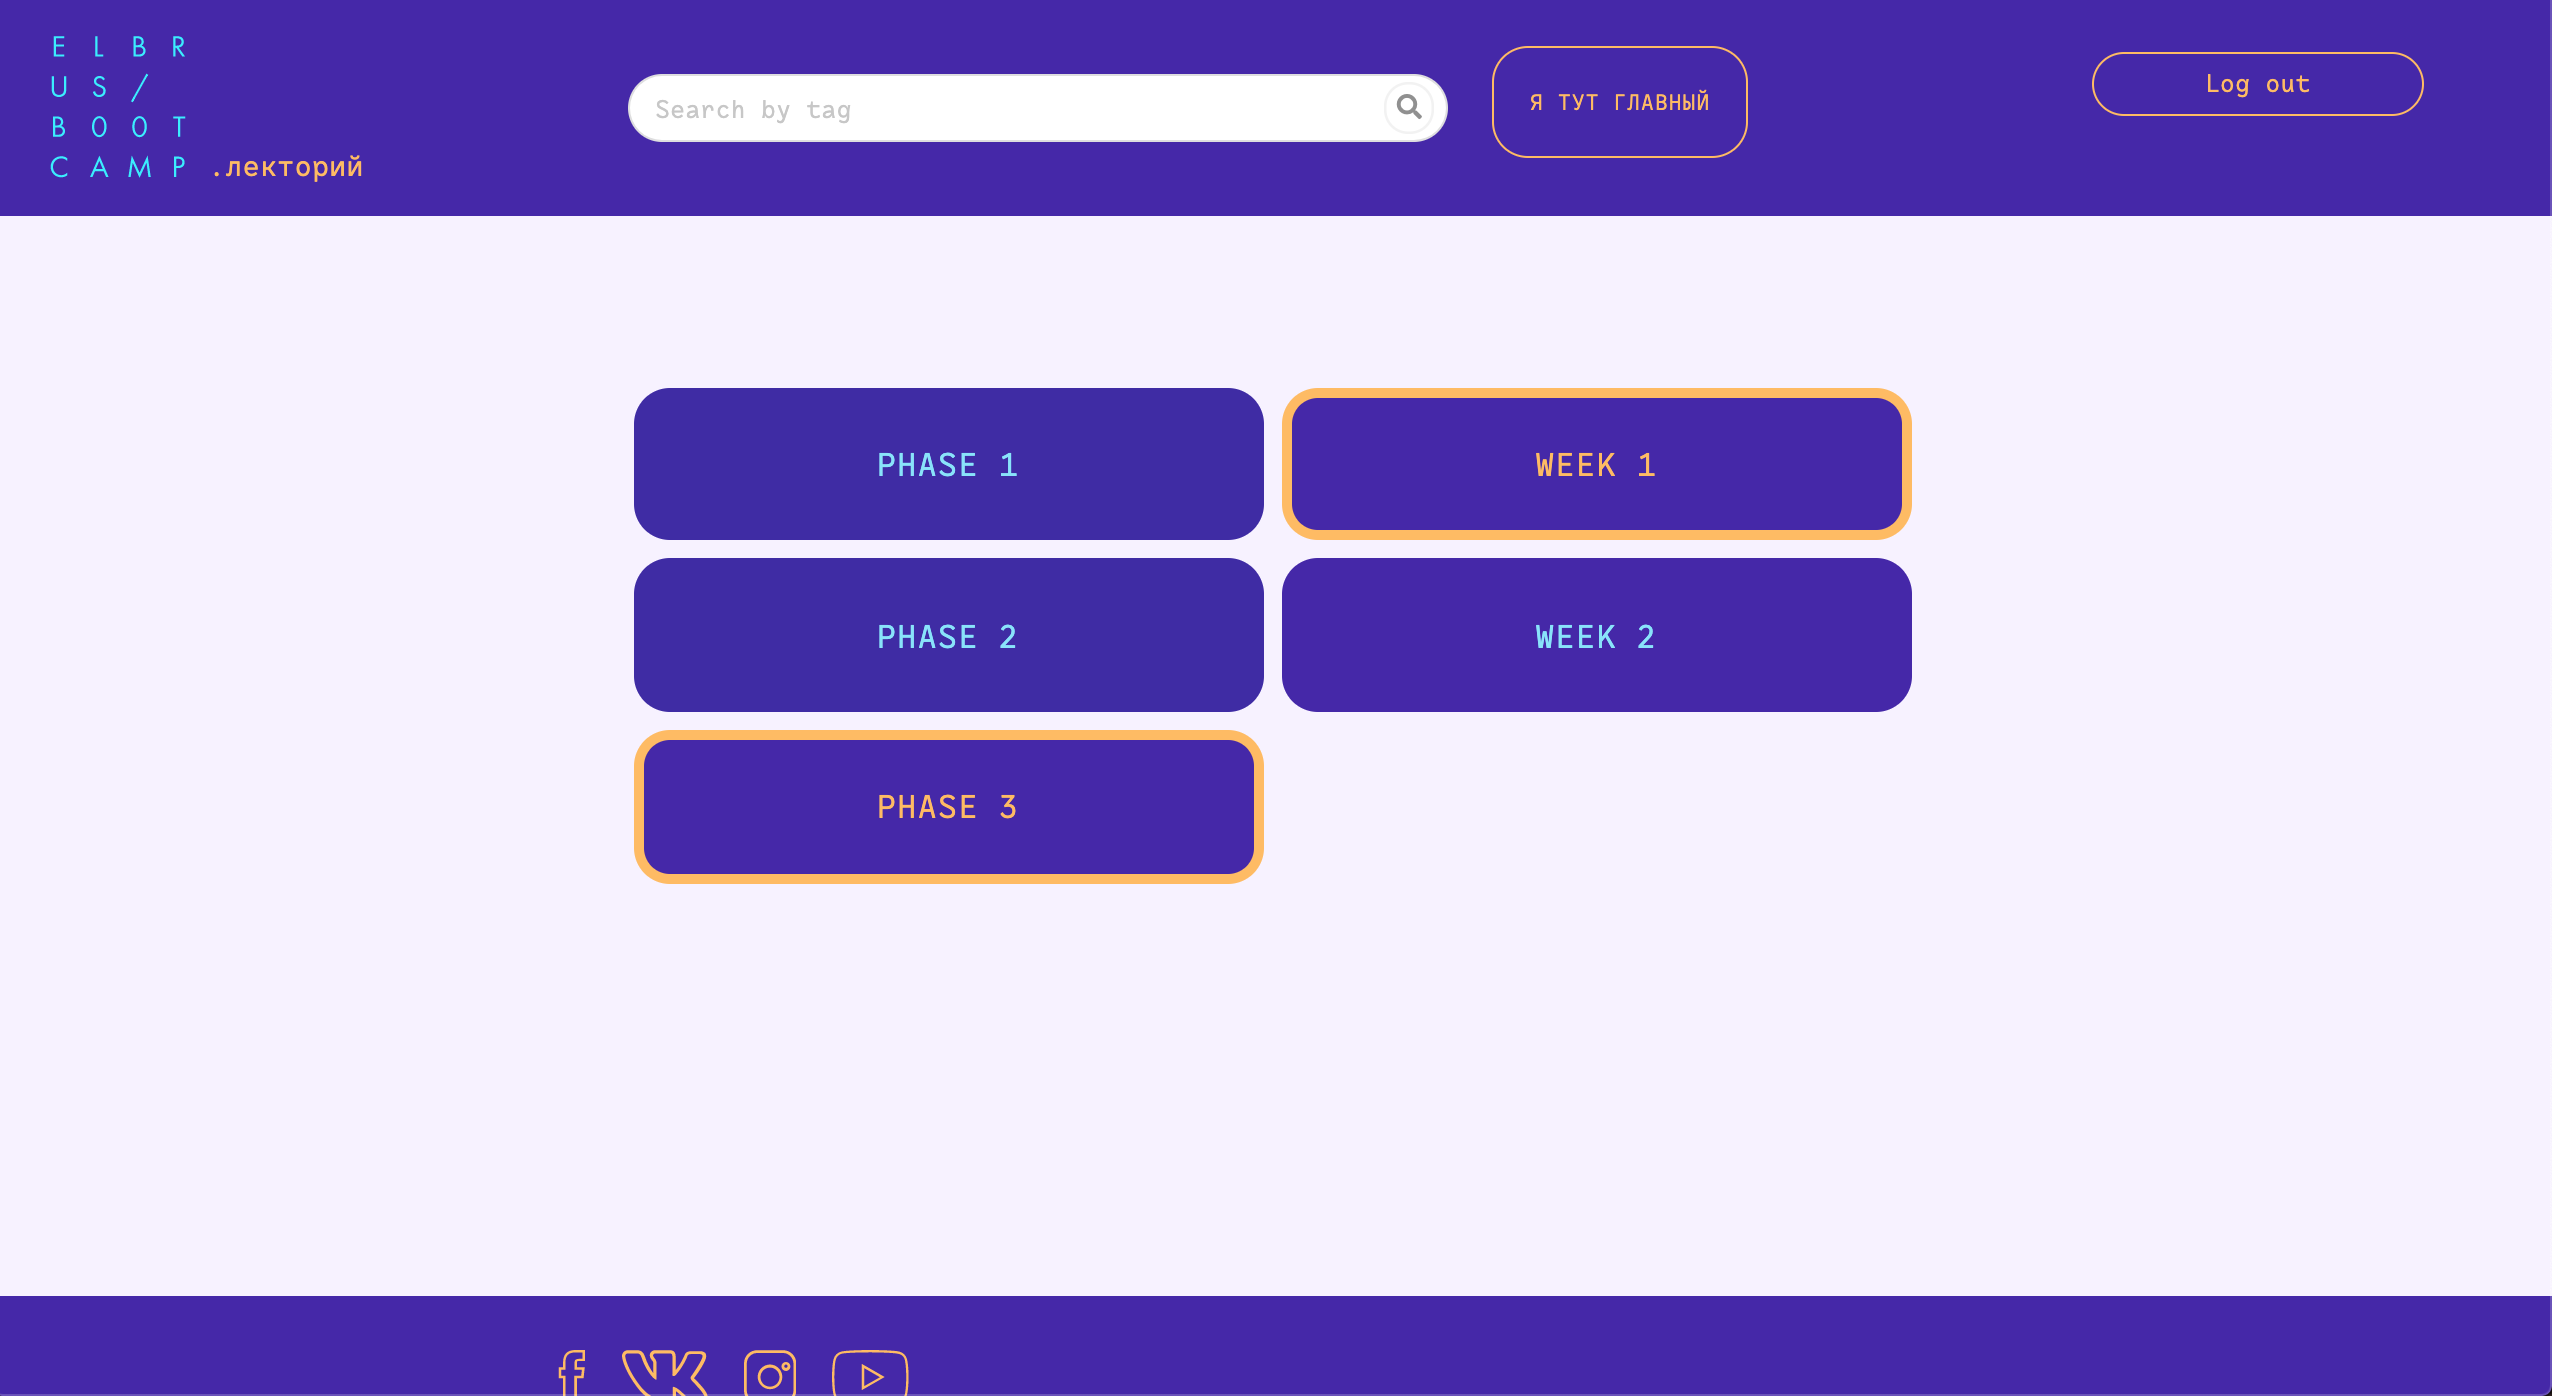 E L B R
U S /
B O O T
C A M P .лекторий
Search by tag
Я ТУТ ГЛАВНЫЙ
Log out
PHASE 1
WEEK 1
PHASE 2
WEEK 2
PHASE 3